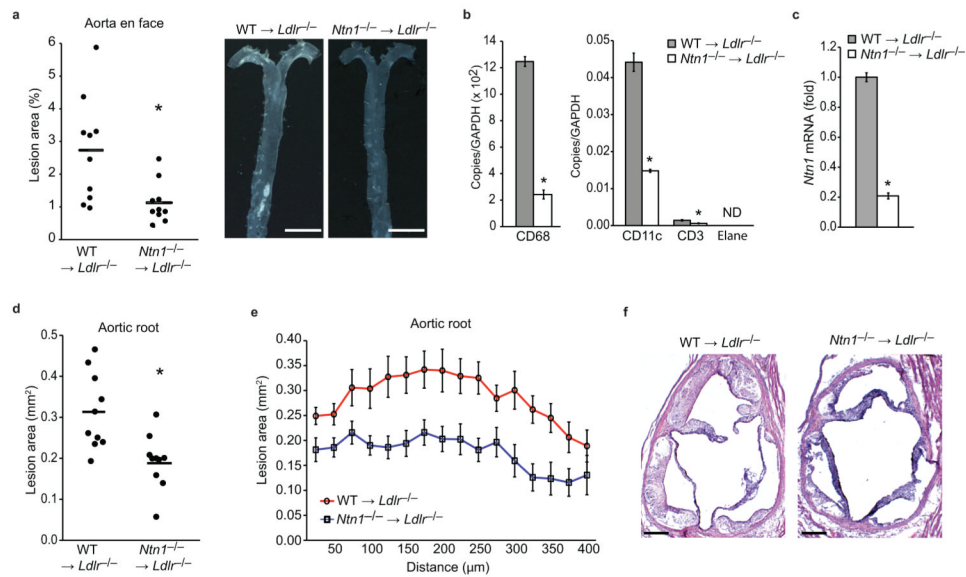 a
Aorta en face
Lesion area (%)
6
5
4
3
2
1
0
*
WT
→ Ldlr–/–
Ntn1–/–
→ Ldlr–/–
WT → Ldlr–/–
Ntn1–/– → Ldlr–/–
b
Copies/GAPDH (x 10²)
14
12
10
8
6
4
2
0
*
CD68
WT → Ldlr–/–
Ntn1–/– → Ldlr–/–
Copies/GAPDH
0.05
0.04
0.03
0.02
0.01
0.00
*
*
ND
CD11c
CD3
Elane
c
WT → Ldlr–/–
Ntn1–/– → Ldlr–/–
Ntn1 mRNA (fold)
1.2
1.0
0.8
0.6
0.4
0.2
0
*
d
Aortic root
Lesion area (mm²)
0.5
0.4
0.3
0.2
0.1
0
*
WT
→ Ldlr–/–
Ntn1–/–
→ Ldlr–/–
e
Aortic root
Lesion area (mm²)
0.40
0.35
0.30
0.25
0.20
0.15
0.10
0.00
WT → Ldlr–/–
Ntn1–/– → Ldlr–/–
50 100 150 200 250 300 350 400
Distance (µm)
f
WT → Ldlr–/–
Ntn1–/– → Ldlr–/–